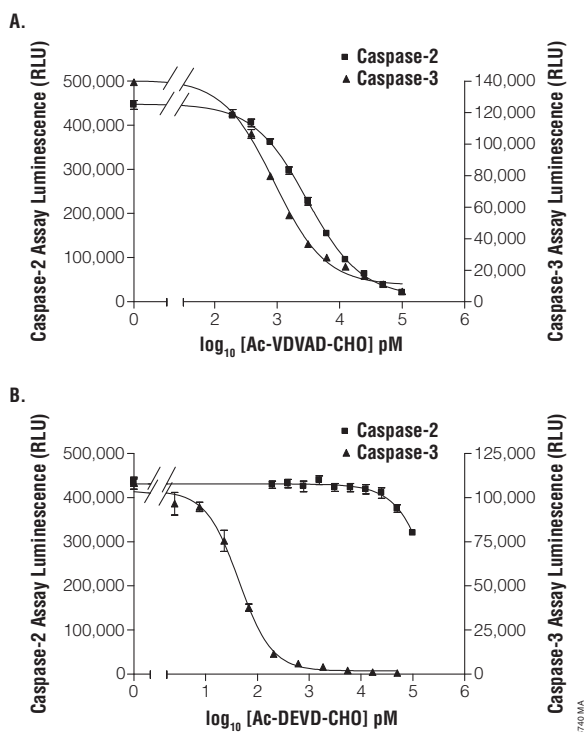 A.
Caspase-2
Caspase-3
Caspase-2 Assay Luminescence (RLU)
500,000
400,000
300,000
200,000
100,000
0
Caspase-3 Assay Luminescence (RLU)
140,000
120,000
100,000
80,000
60,000
40,000
20,000
0
0 2 3 4 5 6
log10 [Ac-VDVAD-CHO] pM
B.
Caspase-2
Caspase-3
Caspase-2 Assay Luminescence (RLU)
500,000
400,000
300,000
200,000
100,000
0
Caspase-3 Assay Luminescence (RLU)
125,000
100,000
75,000
50,000
25,000
0
0 1 2 3 4 5 6
log10 [Ac-DEVD-CHO] pM